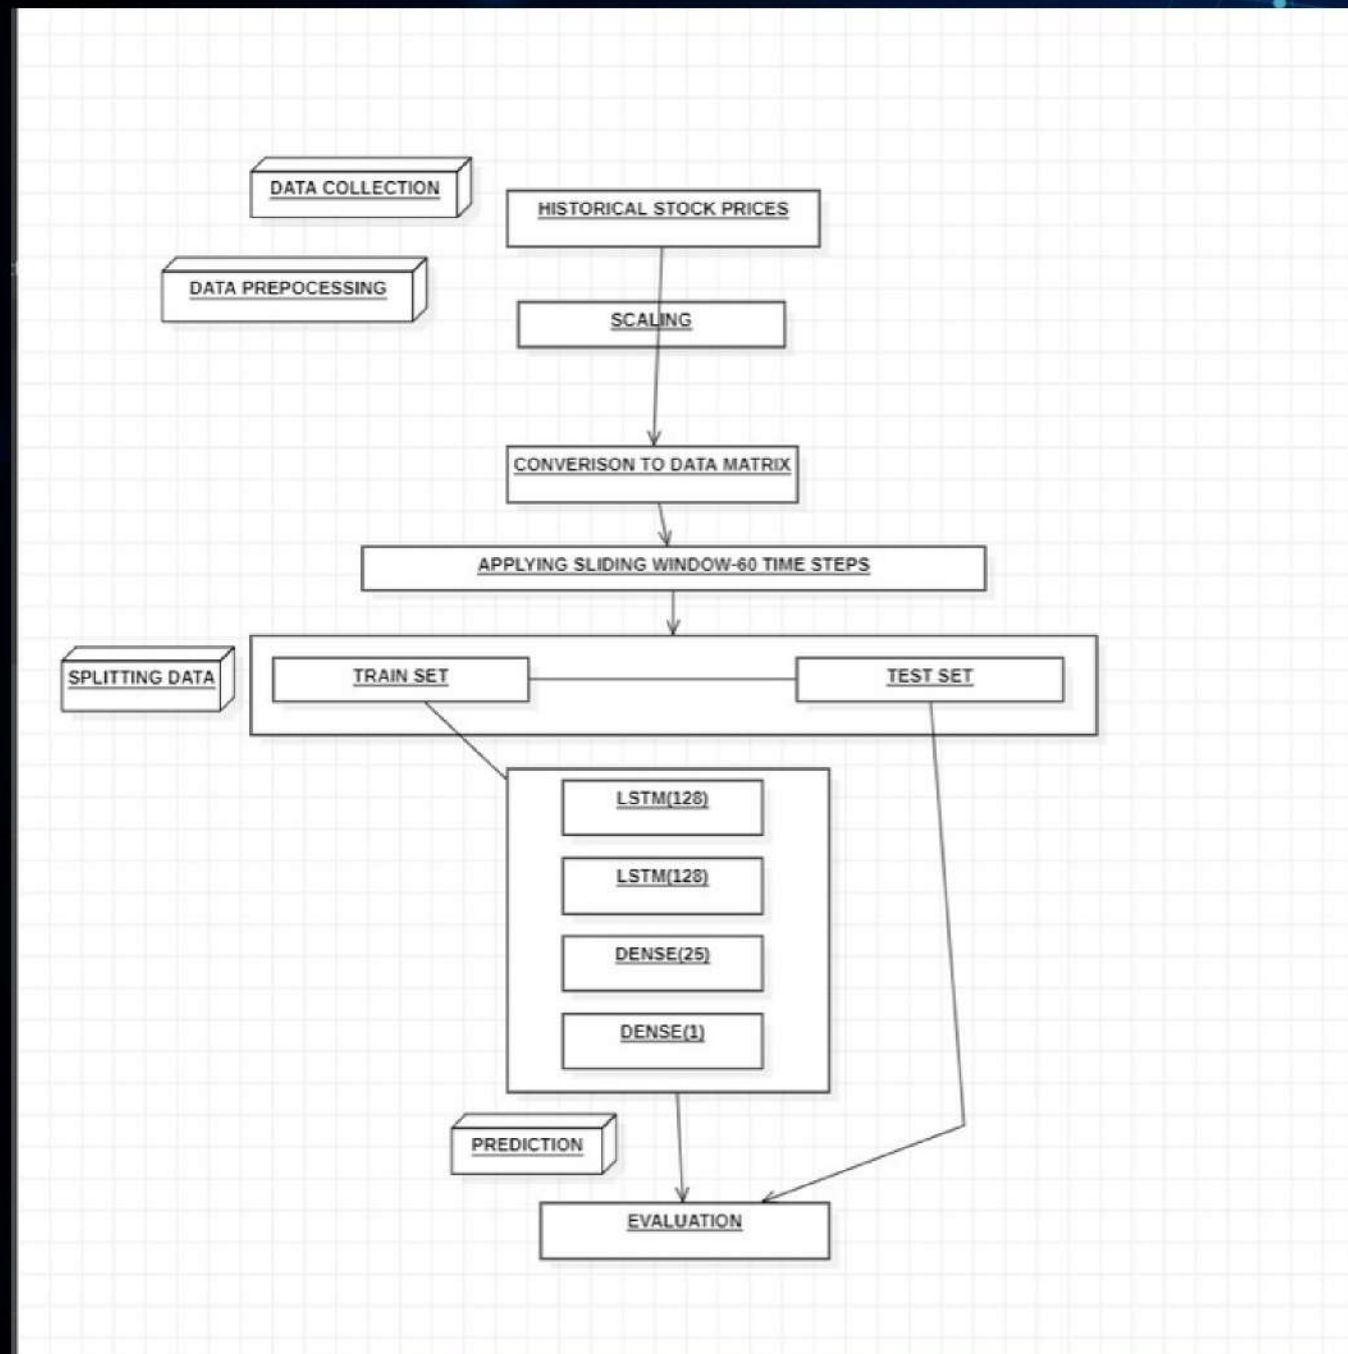 DATA COLLECTION
HISTORICAL STOCK PRICES
DATA PREPOCESSING
SCALING
CONVERISON TO DATA MATRIX
APPLYING SLIDING WINDOW-60 TIME STEPS
SPLITTING DATA
TRAIN SET
TEST SET
LSTM(128)
LSTM(128)
DENSE(25)
DENSE(1)
PREDICTION
EVALUATION